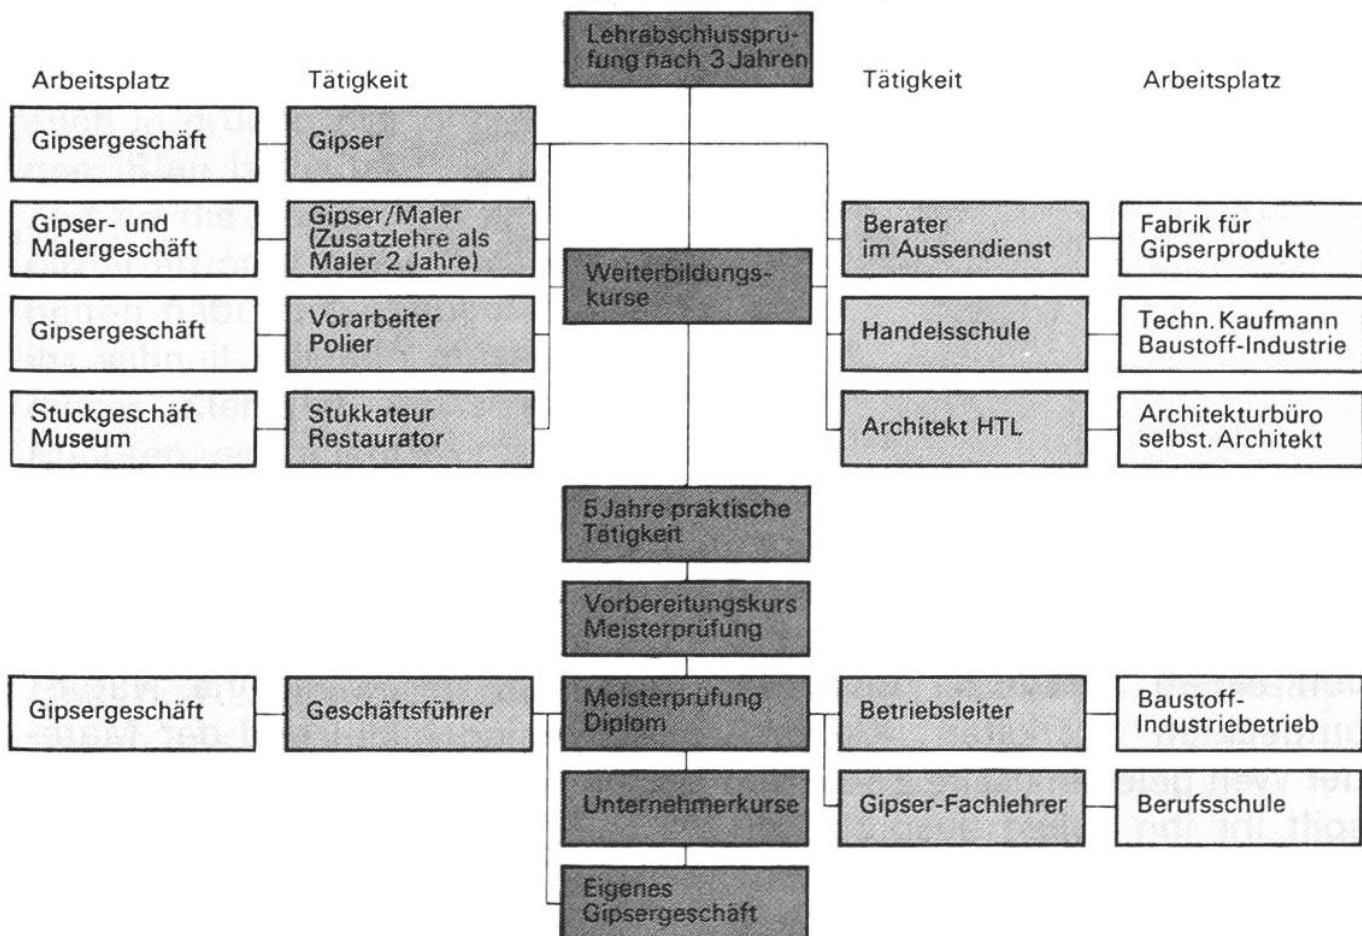 Lehrabschlussprü-
fung nach 3 Jahren
Arbeitsplatz
Tätigkeit
Tätigkeit
Arbeitsplatz
Gipsergeschäft
Gipser
Gipser- und
Malergeschäft
Gipser/Maler
(Zusatzlehre als
Maler 2 Jahre)
Weiterbildungs-
kurse
Berater
im Aussendienst
Fabrik für
Gipserprodukte
Gipsergeschäft
Vorarbeiter
Polier
Handelsschule
Techn. Kaufmann
Baustoff-Industrie
Stuckgeschäft
Museum
Stukkateur
Restaurator
Architekt HTL
Architekturbüro
selbst. Architekt
5 Jahre praktische
Tätigkeit
Vorbereitungskurs
Meisterprüfung
Gipsergeschäft
Geschäftsführer
Meisterprüfung
Diplom
Betriebsleiter
Baustoff-
Industriebetrieb
Unternehmerkurse
Gipser-Fachlehrer
Berufsschule
Eigenes
Gipsergeschäft